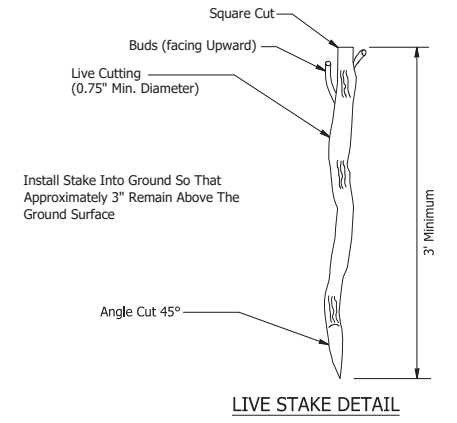 Square Cut
Buds (facing Upward)
Live Cutting
(0.75" Min. Diameter)
Install Stake Into Ground So That
Approximately 3" Remain Above The
Ground Surface
3' Minimum
Angle Cut 45°
LIVE STAKE DETAIL